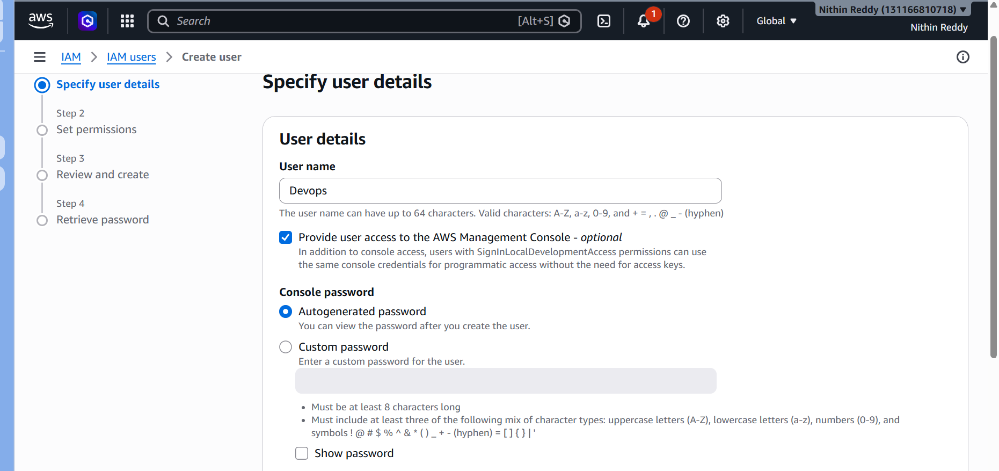 aws
Search
[Alt+S]
1
Global
Nithin Reddy (131166810718)
Nithin Reddy
IAM
IAM users
Create user
Specify user details
Step 2
Set permissions
Step 3
Review and create
Step 4
Retrieve password
Specify user details
User details
User name
Devops
The user name can have up to 64 characters. Valid characters: A-Z, a-z, 0-9, and + = , . @ _ - (hyphen)
Provide user access to the AWS Management Console - optional
In addition to console access, users with SignInLocalDevelopmentAccess permissions can use
the same console credentials for programmatic access without the need for access keys.
Console password
Autogenerated password
You can view the password after you create the user.
Custom password
Enter a custom password for the user.
• Must be at least 8 characters long
• Must include at least three of the following mix of character types: uppercase letters (A-Z), lowercase letters (a-z), numbers (0-9), and
symbols ! @ # $ % ^ & * ( ) _ + - (hyphen) = [ ] { } | '
Show password